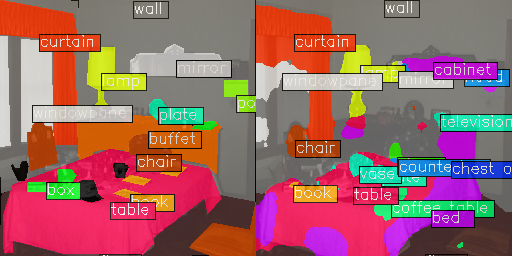 wall
curtain
lamp
mirror
windowpane
plate
buffet
chair
box
book
table
wall
curtain
cabinet
windowpane
mirror
television
chair
counte
chest o
vase
book
table
coffee table
bed